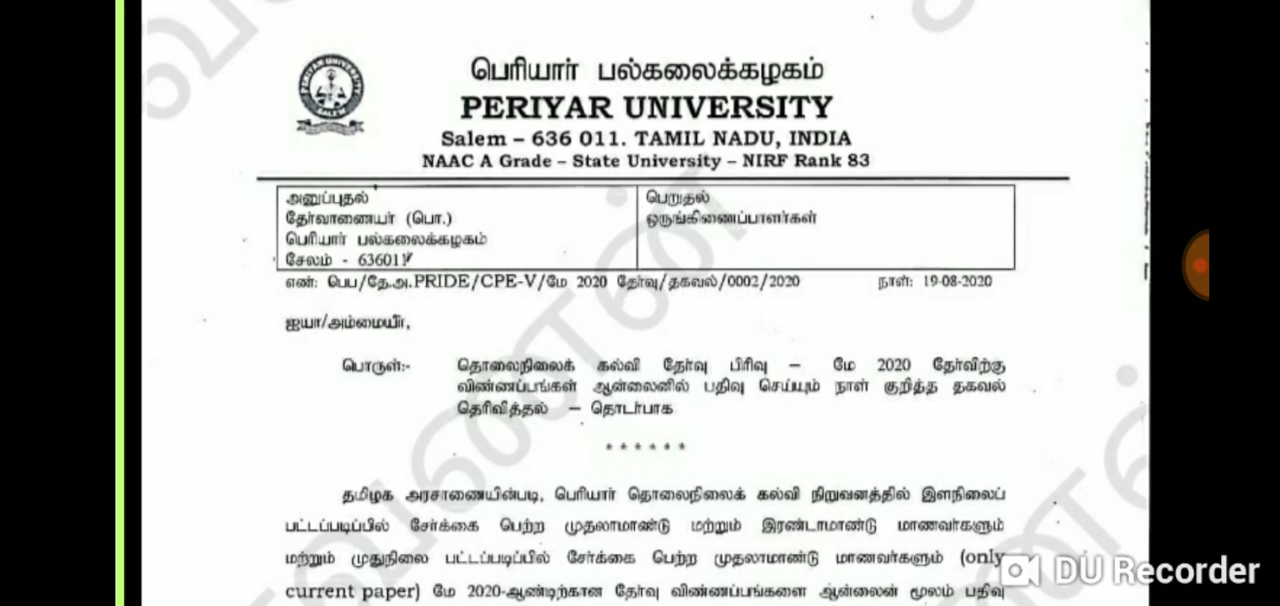 பெரியார் பல்கலைக்கழகம்
PERIYAR UNIVERSITY
Salem – 636 011. TAMIL NADU, INDIA
NAAC A Grade – State University – NIRF Rank 83
அனுப்புதல்
தேர்வாணையர் (பொ.)
பெரியார் பல்கலைக்கழகம்
சேலம் - 636011
பெறுதல்
ஒருங்கிணைப்பாளர்கள்
எண்: பெப/தே.அ.PRIDE/CPE-V/மே 2020 தேர்வு/தகவல்/0002/2020 நாள்: 19-08-2020
ஐயா/அம்மையீர்,
பொருள்:- தொலைநிலைக் கல்வி தேர்வு பிரிவு – மே 2020 தேர்விற்கு
விண்ணப்பங்கள் ஆன்லைனில் பதிவு செய்யும் நாள் குறித்த தகவல்
தெரிவித்தல் – தொடர்பாக
* * * * * *
தமிழக அரசாணையின்படி, பெரியார் தொலைநிலைக் கல்வி நிறுவனத்தில் இளநிலைப்
பட்டப்படிப்பில் சேர்க்கை பெற்ற முதலாமாண்டு மற்றும் இரண்டாமாண்டு மாணவர்களும்
மற்றும் முதுநிலை பட்டப்படிப்பில் சேர்க்கை பெற்ற முதலாமாண்டு மாணவர்களும் (only
current paper) மே 2020-ஆண்டிற்கான தேர்வு விண்ணப்பங்களை ஆன்லைன் மூலம் பதிவு
DU Recorder